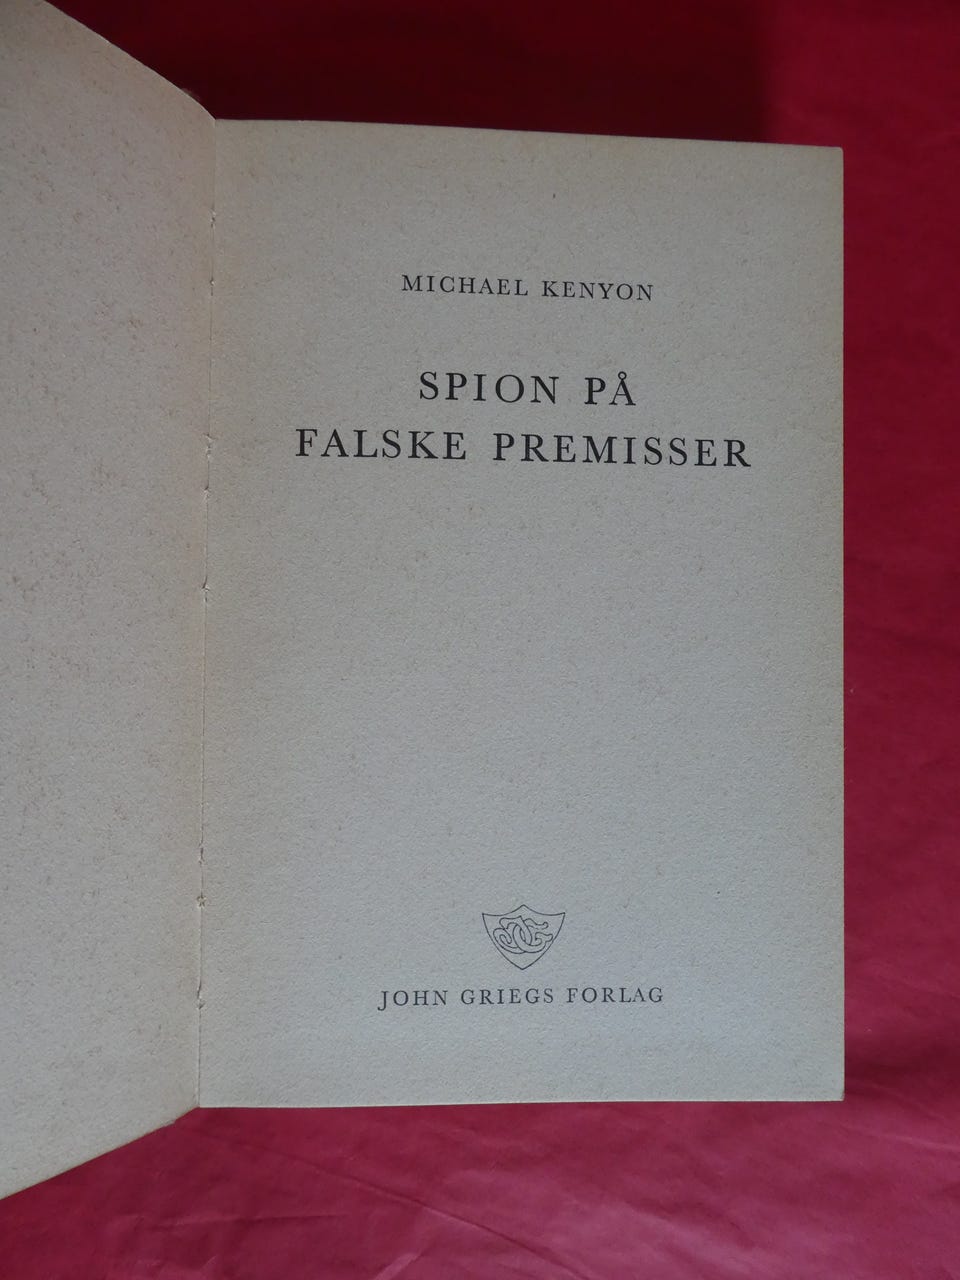 MICHAEL KENYON
SPION PÅ
FALSKE PREMISSER
JOHN GRIEGS FORLAG